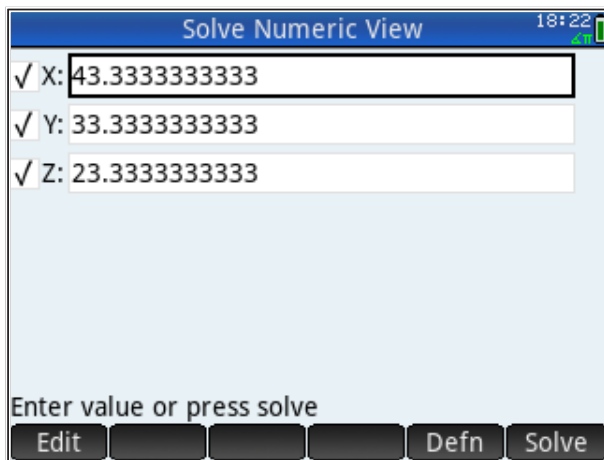 Solve Numeric View 18:22
∡π
√ X: 43.3333333333
√ Y: 33.3333333333
√ Z: 23.3333333333
Enter value or press solve
Edit Defn Solve